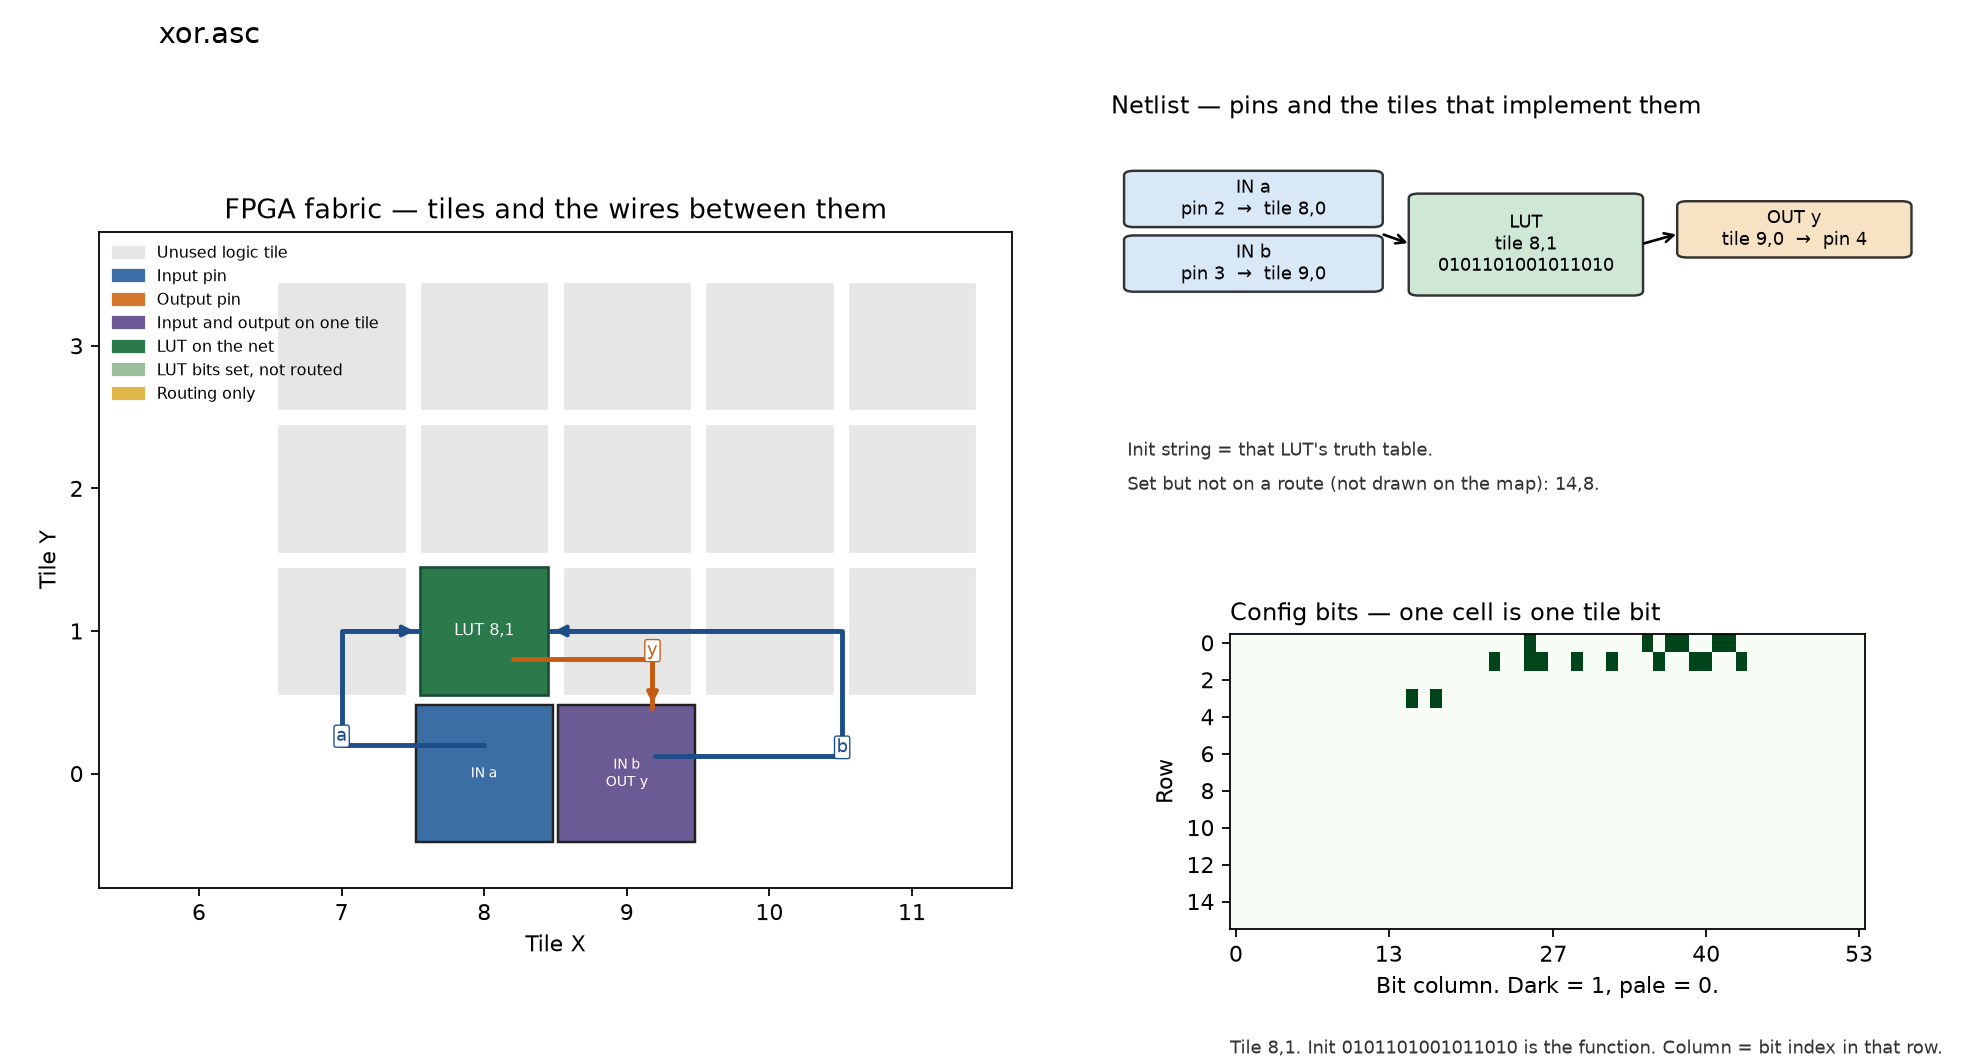 xor.asc
FPGA fabric — tiles and the wires between them
Unused logic tile
Input pin
Output pin
Input and output on one tile
LUT on the net
LUT bits set, not routed
Routing only
3
2
1
0
Tile Y
LUT 8,1
y
a
b
IN a
IN b
OUT y
6 7 8 9 10 11
Tile X
Netlist — pins and the tiles that implement them
IN a
pin 2 → tile 8,0
IN b
pin 3 → tile 9,0
LUT
tile 8,1
0101101001011010
OUT y
tile 9,0 → pin 4
Init string = that LUT's truth table.
Set but not on a route (not drawn on the map): 14,8.
Config bits — one cell is one tile bit
0
2
4
6
8
10
12
14
Row
0 13 27 40 53
Bit column. Dark = 1, pale = 0.
Tile 8,1. Init 0101101001011010 is the function. Column = bit index in that row.